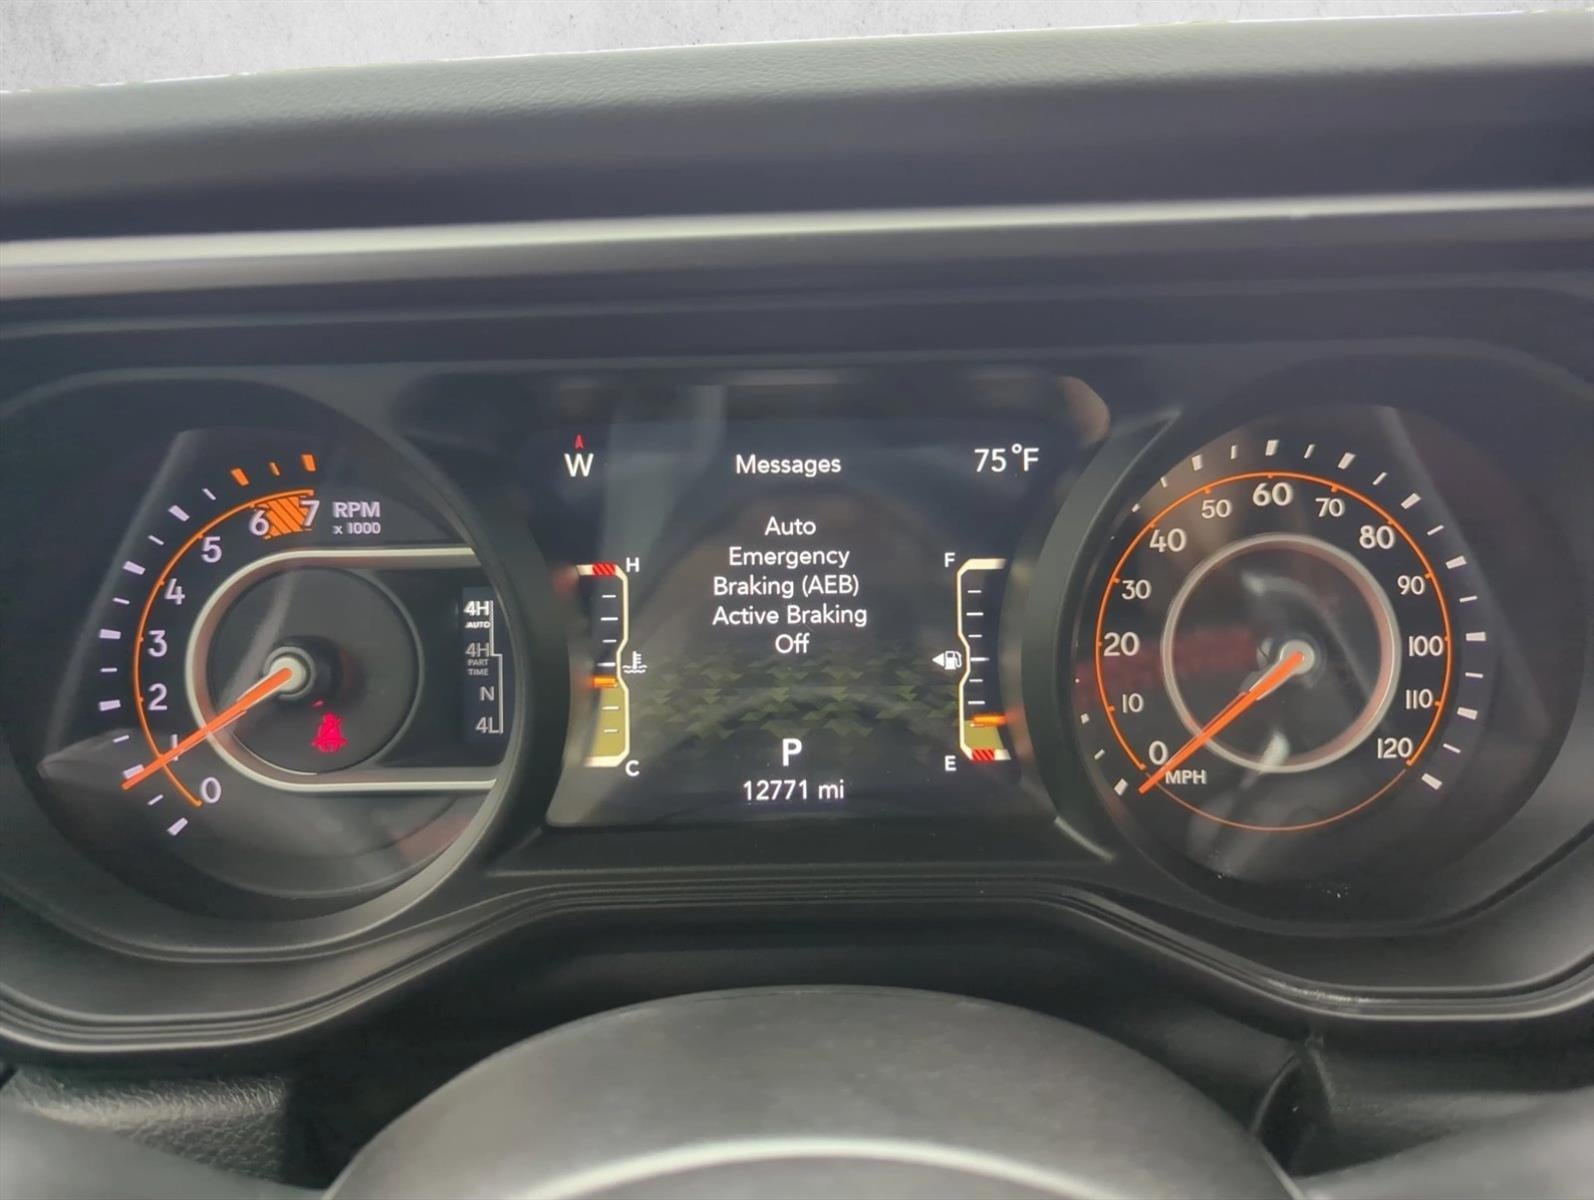 W
Messages
75°F
Auto
Emergency
Braking (AEB)
Active Braking
Off
P
12771 mi
H
C
F
E
RPM
x 1000
7
6
5
4
3
2
1
0
4H
AUTO
4H
PART
TIME
N
4L
0
10
20
30
40
50
60
70
80
90
100
110
120
MPH